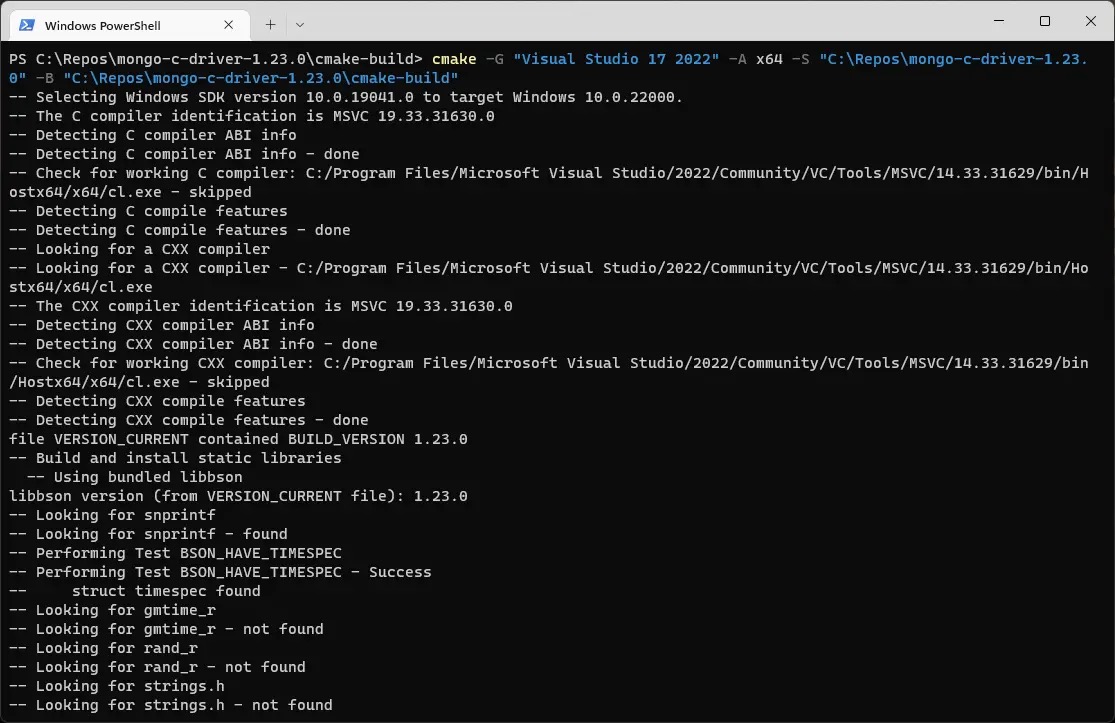 Windows PowerShell
PS C:\Repos\mongo-c-driver-1.23.0\cmake-build> cmake -G "Visual Studio 17 2022" -A x64 -S "C:\Repos\mongo-c-driver-1.23.
0" -B "C:\Repos\mongo-c-driver-1.23.0\cmake-build"
-- Selecting Windows SDK version 10.0.19041.0 to target Windows 10.0.22000.
-- The C compiler identification is MSVC 19.33.31630.0
-- Detecting C compiler ABI info
-- Detecting C compiler ABI info - done
-- Check for working C compiler: C:/Program Files/Microsoft Visual Studio/2022/Community/VC/Tools/MSVC/14.33.31629/bin/H
ostx64/x64/cl.exe - skipped
-- Detecting C compile features
-- Detecting C compile features - done
-- Looking for a CXX compiler
-- Looking for a CXX compiler - C:/Program Files/Microsoft Visual Studio/2022/Community/VC/Tools/MSVC/14.33.31629/bin/Ho
stx64/x64/cl.exe
-- The CXX compiler identification is MSVC 19.33.31630.0
-- Detecting CXX compiler ABI info
-- Detecting CXX compiler ABI info - done
-- Check for working CXX compiler: C:/Program Files/Microsoft Visual Studio/2022/Community/VC/Tools/MSVC/14.33.31629/bin
/Hostx64/x64/cl.exe - skipped
-- Detecting CXX compile features
-- Detecting CXX compile features - done
file VERSION_CURRENT contained BUILD_VERSION 1.23.0
-- Build and install static libraries
  -- Using bundled libbson
libbson version (from VERSION_CURRENT file): 1.23.0
-- Looking for snprintf
-- Looking for snprintf - found
-- Performing Test BSON_HAVE_TIMESPEC
-- Performing Test BSON_HAVE_TIMESPEC - Success
--     struct timespec found
-- Looking for gmtime_r
-- Looking for gmtime_r - not found
-- Looking for rand_r
-- Looking for rand_r - not found
-- Looking for strings.h
-- Looking for strings.h - not found